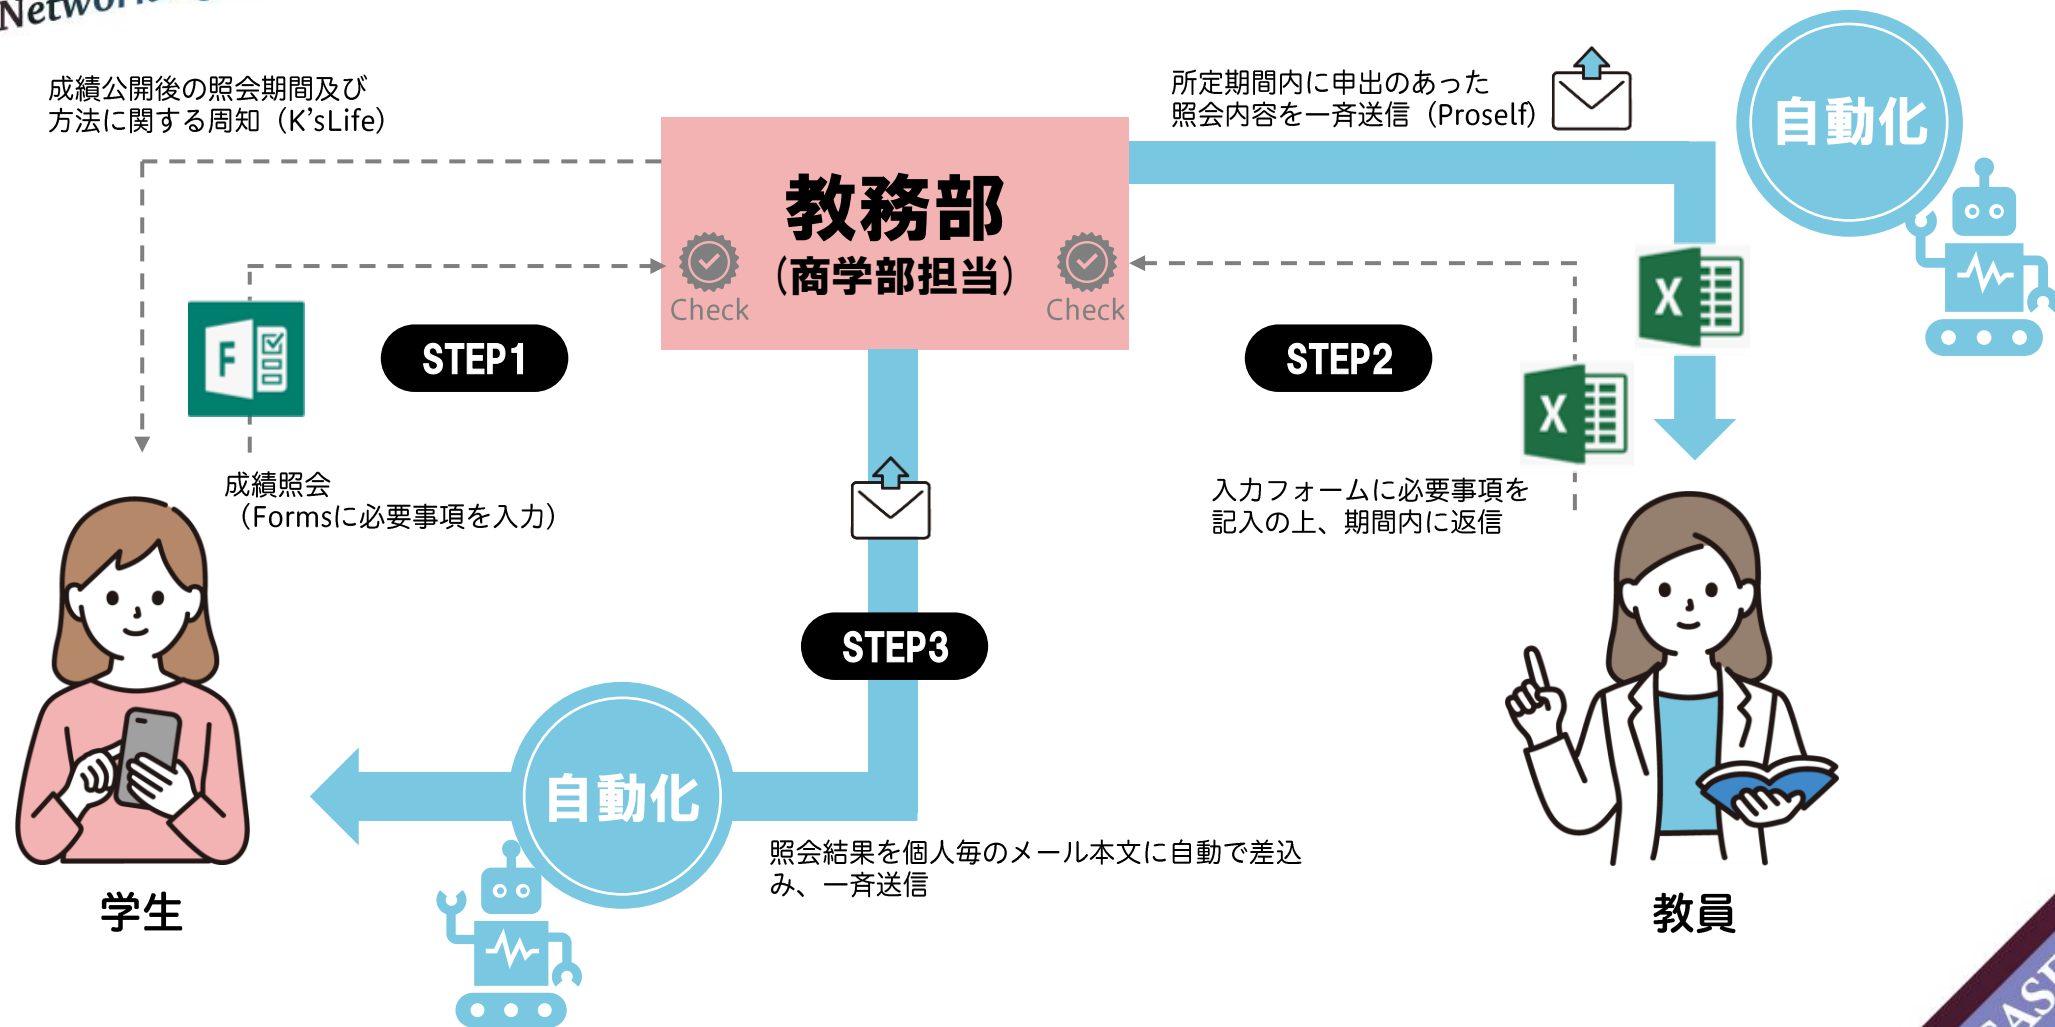 成績公開後の照会期間及び
方法に関する周知（K'sLife）
所定期間内に申出のあった
照会内容を一斉送信（Proself）
自動化
教務部
（商学部担当）
Check
Check
F
STEP1
STEP2
X
X
成績照会
（Formsに必要事項を入力）
入力フォームに必要事項を
記入の上、期間内に返信
STEP3
自動化
照会結果を個人毎のメール本文に自動で差込
み、一斉送信
学生
教員